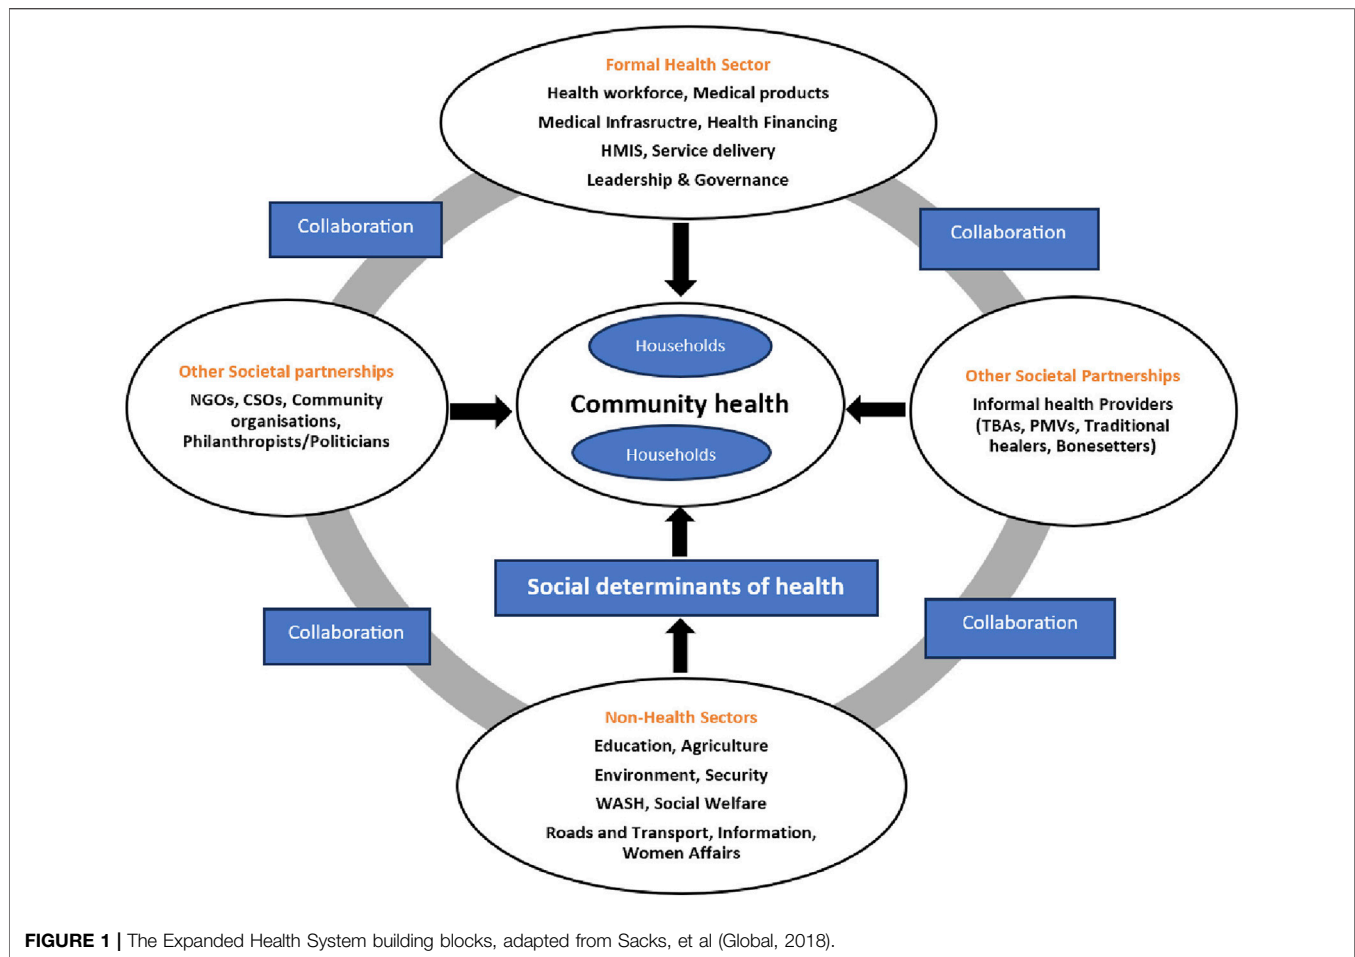 Formal Health Sector
Health workforce, Medical products
Medical Infrasructre, Health Financing
HMIS, Service delivery
Leadership & Governance
Collaboration
Collaboration
Other Societal partnerships
NGOs, CSOs, Community
organisations,
Philanthropists/Politicians
Households
Community health
Households
Other Societal Partnerships
Informal health Providers
(TBAs, PMVs, Traditional
healers, Bonesetters)
Social determinants of health
Collaboration
Collaboration
Non-Health Sectors
Education, Agriculture
Environment, Security
WASH, Social Welfare
Roads and Transport, Information,
Women Affairs
FIGURE 1 | The Expanded Health System building blocks, adapted from Sacks, et al (Global, 2018).